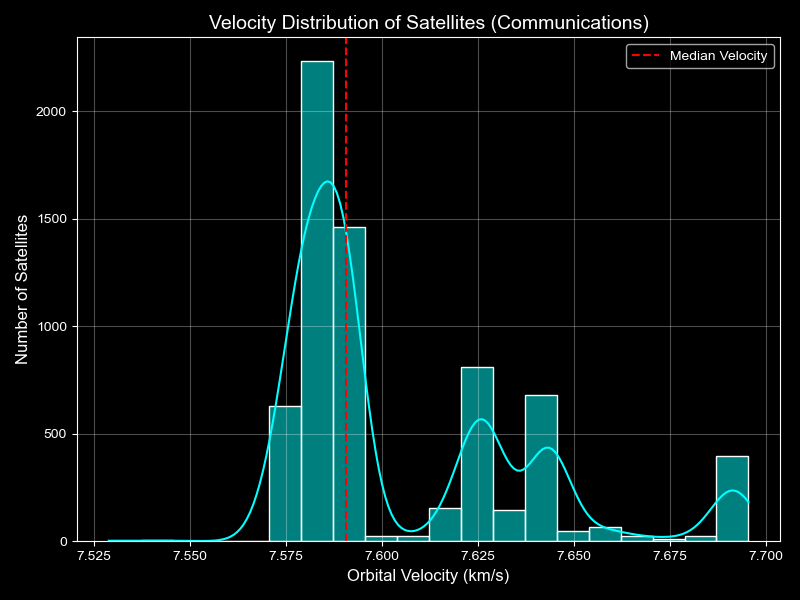 Velocity Distribution of Satellites (Communications)
Median Velocity
Number of Satellites
2000
1500
1000
500
0
7.525 7.550 7.575 7.600 7.625 7.650 7.675 7.700
Orbital Velocity (km/s)